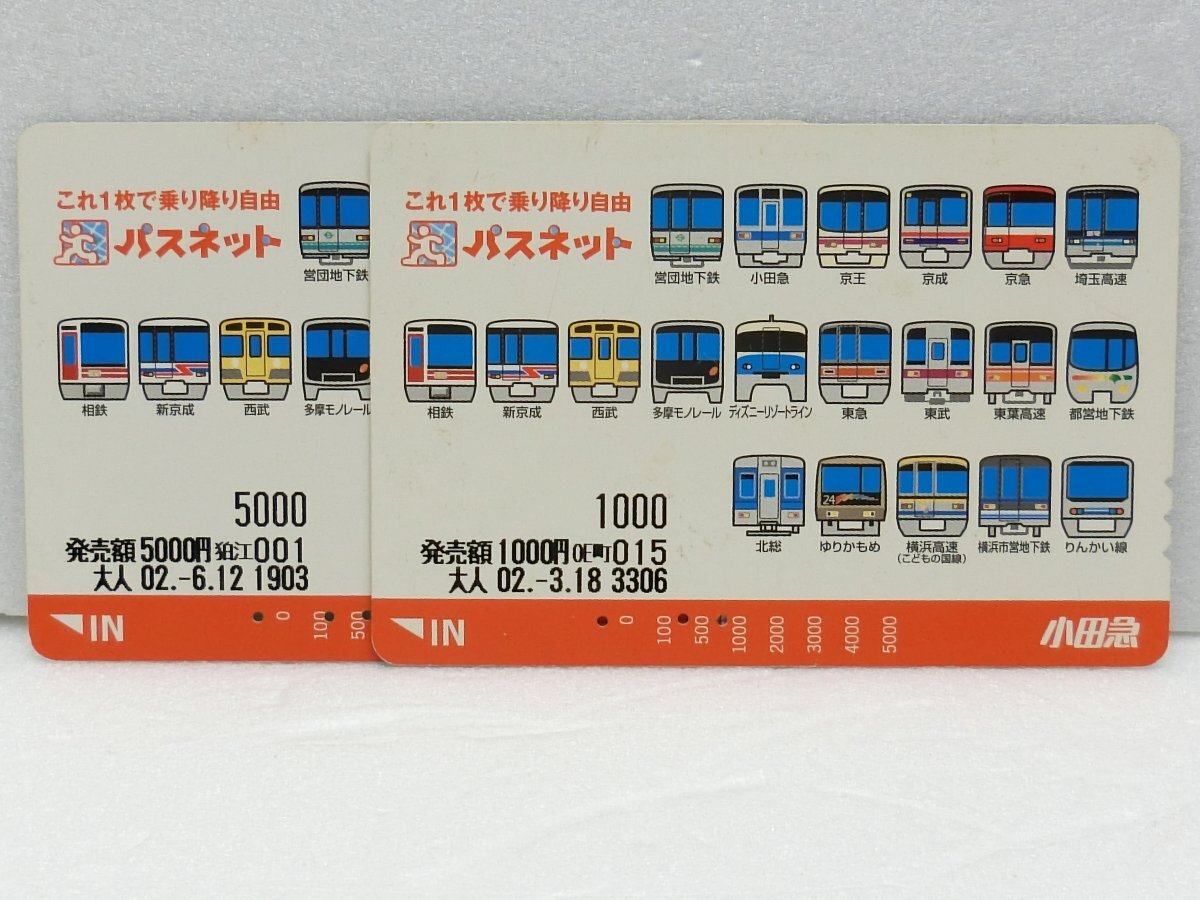 これ1枚で乗り降り自由
パスネット
営団地下鉄
相鉄 新京成 西武 多摩モノレール
5000
発売額 5000円 狛江 001
大人 02.-6.12 1903
IN 0 100 500
これ1枚で乗り降り自由
パスネット
営団地下鉄 小田急 京王 京成 京急 埼玉高速
相鉄 新京成 西武 多摩モノレール ディズニーリゾートライン 東急 東武 東葉高速 都営地下鉄
24
北総 ゆりかもめ 横浜高速 横浜市営地下鉄 りんかい線
(こどもの国線)
1000
発売額 1000円 015
大人 02.-3.18 3306
IN 0 100 500 1000 2000 3000 4000 5000 小田急